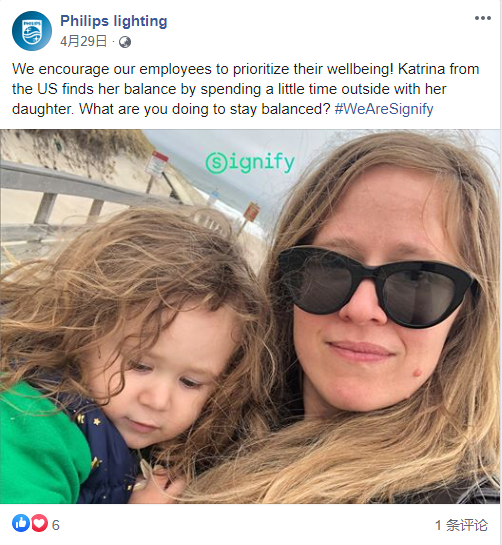 PHILIPS
Philips lighting
4月29日 ·
We encourage our employees to prioritize their wellbeing! Katrina from
the US finds her balance by spending a little time outside with her
daughter. What are you doing to stay balanced? #WeAreSignify
Signify
6
1 条评论